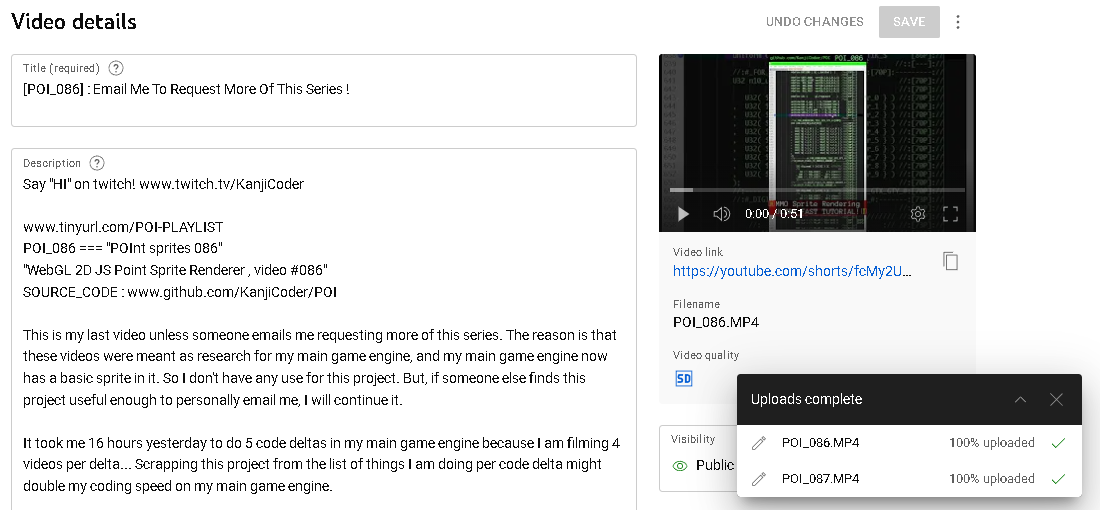 Video details
UNDO CHANGES
SAVE
Title (required)
[POI_086] : Email Me To Request More Of This Series !
Description
Say "HI" on twitch! www.twitch.tv/KanjiCoder
www.tinyurl.com/POI-PLAYLIST
POI_086 === "POInt sprites 086"
"WebGL 2D JS Point Sprite Renderer , video #086"
SOURCE_CODE : www.github.com/KanjiCoder/POI
This is my last video unless someone emails me requesting more of this series. The reason is that
these videos were meant as research for my main game engine, and my main game engine now
has a basic sprite in it. So I don't have any use for this project. But, if someone else finds this
project useful enough to personally email me, I will continue it.
It took me 16 hours yesterday to do 5 code deltas in my main game engine because I am filming 4
videos per delta... Scrapping this project from the list of things I am doing per code delta might
double my coding speed on my main game engine.
POI_086
MMO Sprite Rendering
FAST TUTORIAL!
0:00 / 0:51
Video link
https://youtube.com/shorts/fcMy2U...
Filename
POI_086.MP4
Video quality
SD
Visibility
Public
Uploads complete
POI_086.MP4 100% uploaded
POI_087.MP4 100% uploaded